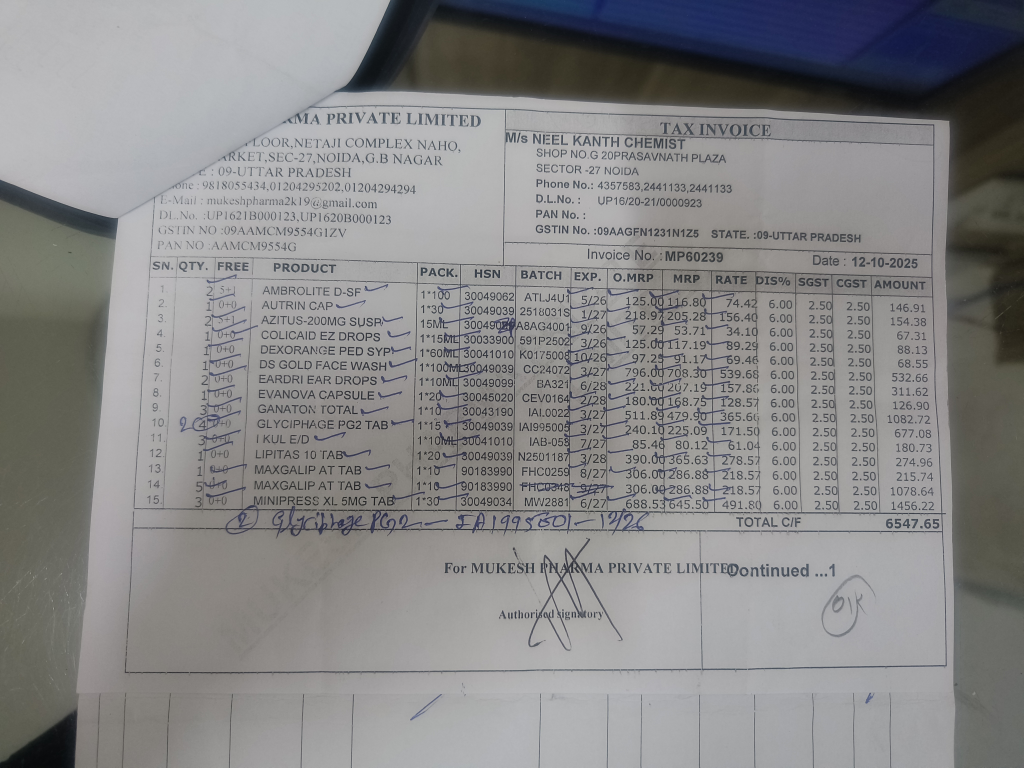 RMA PRIVATE LIMITED
LOOR,NETAJI COMPLEX NAHO,
RKET,SEC-27,NOIDA,G.B NAGAR
: 09-UTTAR PRADESH
Phone : 9818055434,01204295202,01204294294
E-Mail : mukeshpharma2k19@gmail.com
D.L.No. :UP1621B000123,UP1620B000123
GSTIN NO :09AAMCM9554G1ZV
PAN NO :AAMCM9554G
TAX INVOICE
M/s NEEL KANTH CHEMIST
SHOP NO.G 20PRASAVNATH PLAZA
SECTOR -27 NOIDA
Phone No.: 4357583,2441133,2441133
D.L.No. : UP16/20-21/0000923
PAN No. :
GSTIN No. :09AAGFN1231N1Z5 STATE. :09-UTTAR PRADESH
Invoice No. : MP60239 Date : 12-10-2025
SN. QTY. FREE PRODUCT PACK. HSN BATCH EXP. O.MRP MRP RATE DIS% SGST CGST AMOUNT
1. 2 5+1 AMBROLITE D-SF 1*100 30049062 ATLJ4U1 5/26 125.00 116.80 74.42 6.00 2.50 2.50 146.91
2. 1 0+0 AUTRIN CAP 1*30 30049039 2518031S 1/27 218.97 205.28 156.40 6.00 2.50 2.50 154.38
3. 2 5+1 AZITUS-200MG SUSP. 15ML A8AG4001 9/26 57.29 53.71 34.10 6.00 2.50 2.50 67.31
4. 1 0+0 COLICAID EZ DROPS 1*15ML 30033900 591P2502 3/26 125.00 117.19 89.29 6.00 2.50 2.50 88.13
5. 1 0+0 DEXORANGE PED SYP 1*60ML 30041010 K0175008 10/26 97.25 91.17 69.46 6.00 2.50 2.50 68.55
6. 1 0+0 DS GOLD FACE WASH 1*100ML 30049039 CC24072 3/27 796.00 708.30 539.68 6.00 2.50 2.50 532.66
7. 2 0+0 EARDRI EAR DROPS 1*10ML 30049099 BA321 6/28 221.00 207.19 157.86 6.00 2.50 2.50 311.62
8. 1 0+0 EVANOVA CAPSULE 1*20 30045020 CEV0164 2/28 180.00 168.75 128.57 6.00 2.50 2.50 126.90
9. 3 0+0 GANATON TOTAL 1*10 30043190 IAI.0022 3/27 511.89 479.90 365.60 6.00 2.50 2.50 1082.72
10. 2 0+0 GLYCIPHAGE PG2 TAB 1*15 30049039 IAI995005 3/27 240.10 225.09 171.50 6.00 2.50 2.50 677.08
11. 3 0+0 I KUL E/D 1*10ML 30041010 IAB-058 7/27 85.46 80.12 61.04 6.00 2.50 2.50 180.73
12. 1 0+0 LIPITAS 10 TAB 1*20 30049039 N2501187 3/28 390.00 365.63 278.57 6.00 2.50 2.50 274.96
13. 1 0+0 MAXGALIP AT TAB 1*10 90183990 FHC0259 8/27 306.00 286.88 218.57 6.00 2.50 2.50 215.74
14. 5 0+0 MAXGALIP AT TAB 1*10 90183990 FHC0348 9/27 306.00 286.88 218.57 6.00 2.50 2.50 1078.64
15. 3 0+0 MINIPRESS XL 5MG TAB 1*30 30049034 MW2881 6/27 688.53 645.50 491.80 6.00 2.50 2.50 1456.22
② Glyciphage PG2 — 12/26
TOTAL C/F 6547.65
For MUKESH PHARMA PRIVATE LIMITED
Continued ...1
Authorised signatory
OK